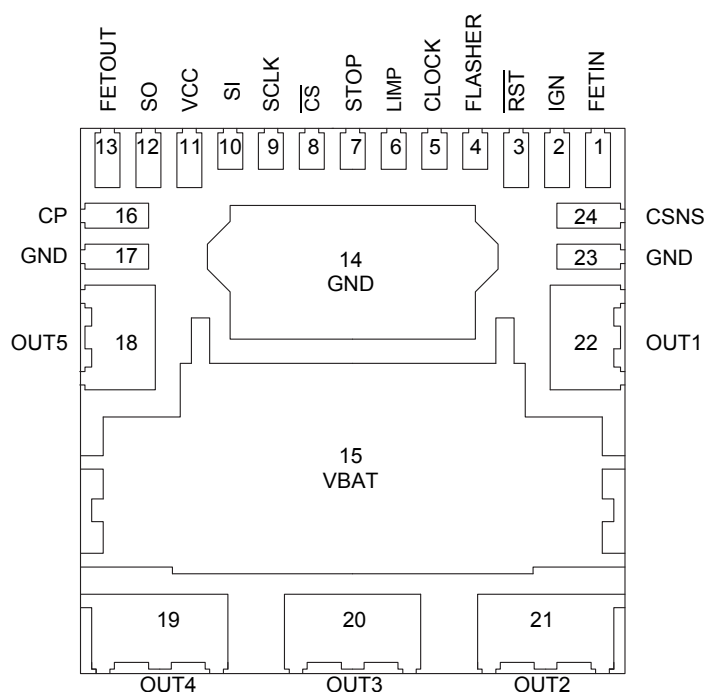 FETOUT
SO
VCC
SI
SCLK
C̅S̅
STOP
LIMP
CLOCK
FLASHER
R̅S̅T̅
IGN
FETIN
13
12
11
10
9
8
7
6
5
4
3
2
1
CP
16
24
CSNS
GND
17
14
GND
23
GND
OUT5
18
22
OUT1
15
VBAT
19
20
21
OUT4
OUT3
OUT2